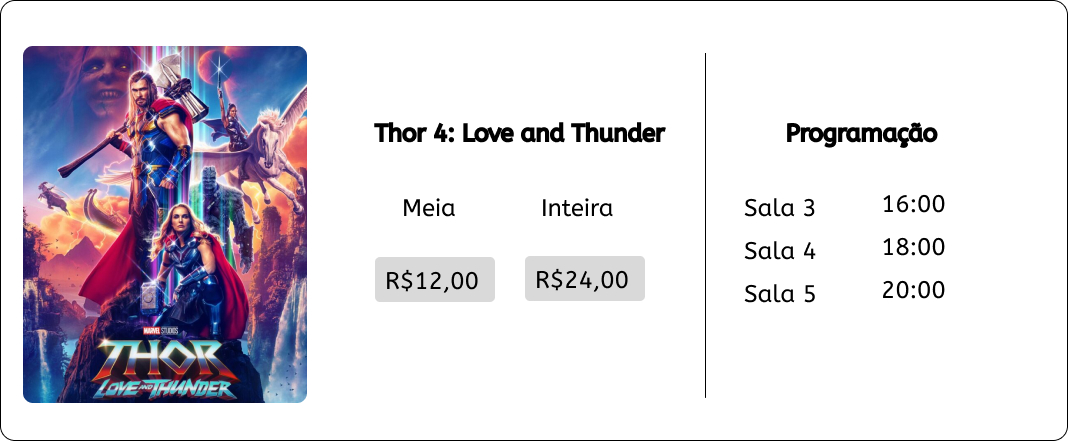 MARVEL STUDIOS
THOR
LOVE AND THUNDER
Thor 4: Love and Thunder
Meia Inteira
R$12,00 R$24,00
Programação
Sala 3 16:00
Sala 4 18:00
Sala 5 20:00